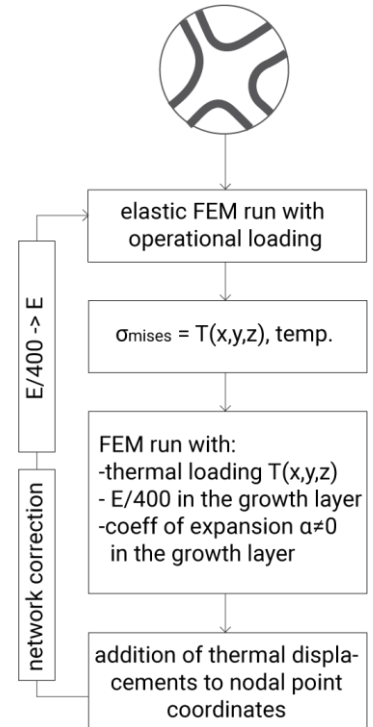 elastic FEM run with
operational loading
σmises = T(x,y,z), temp.
FEM run with:
-thermal loading T(x,y,z)
- E/400 in the growth layer
-coeff of expansion α≠0
in the growth layer
addition of thermal displa-
cements to nodal point
coordinates
network correction
E/400 -> E